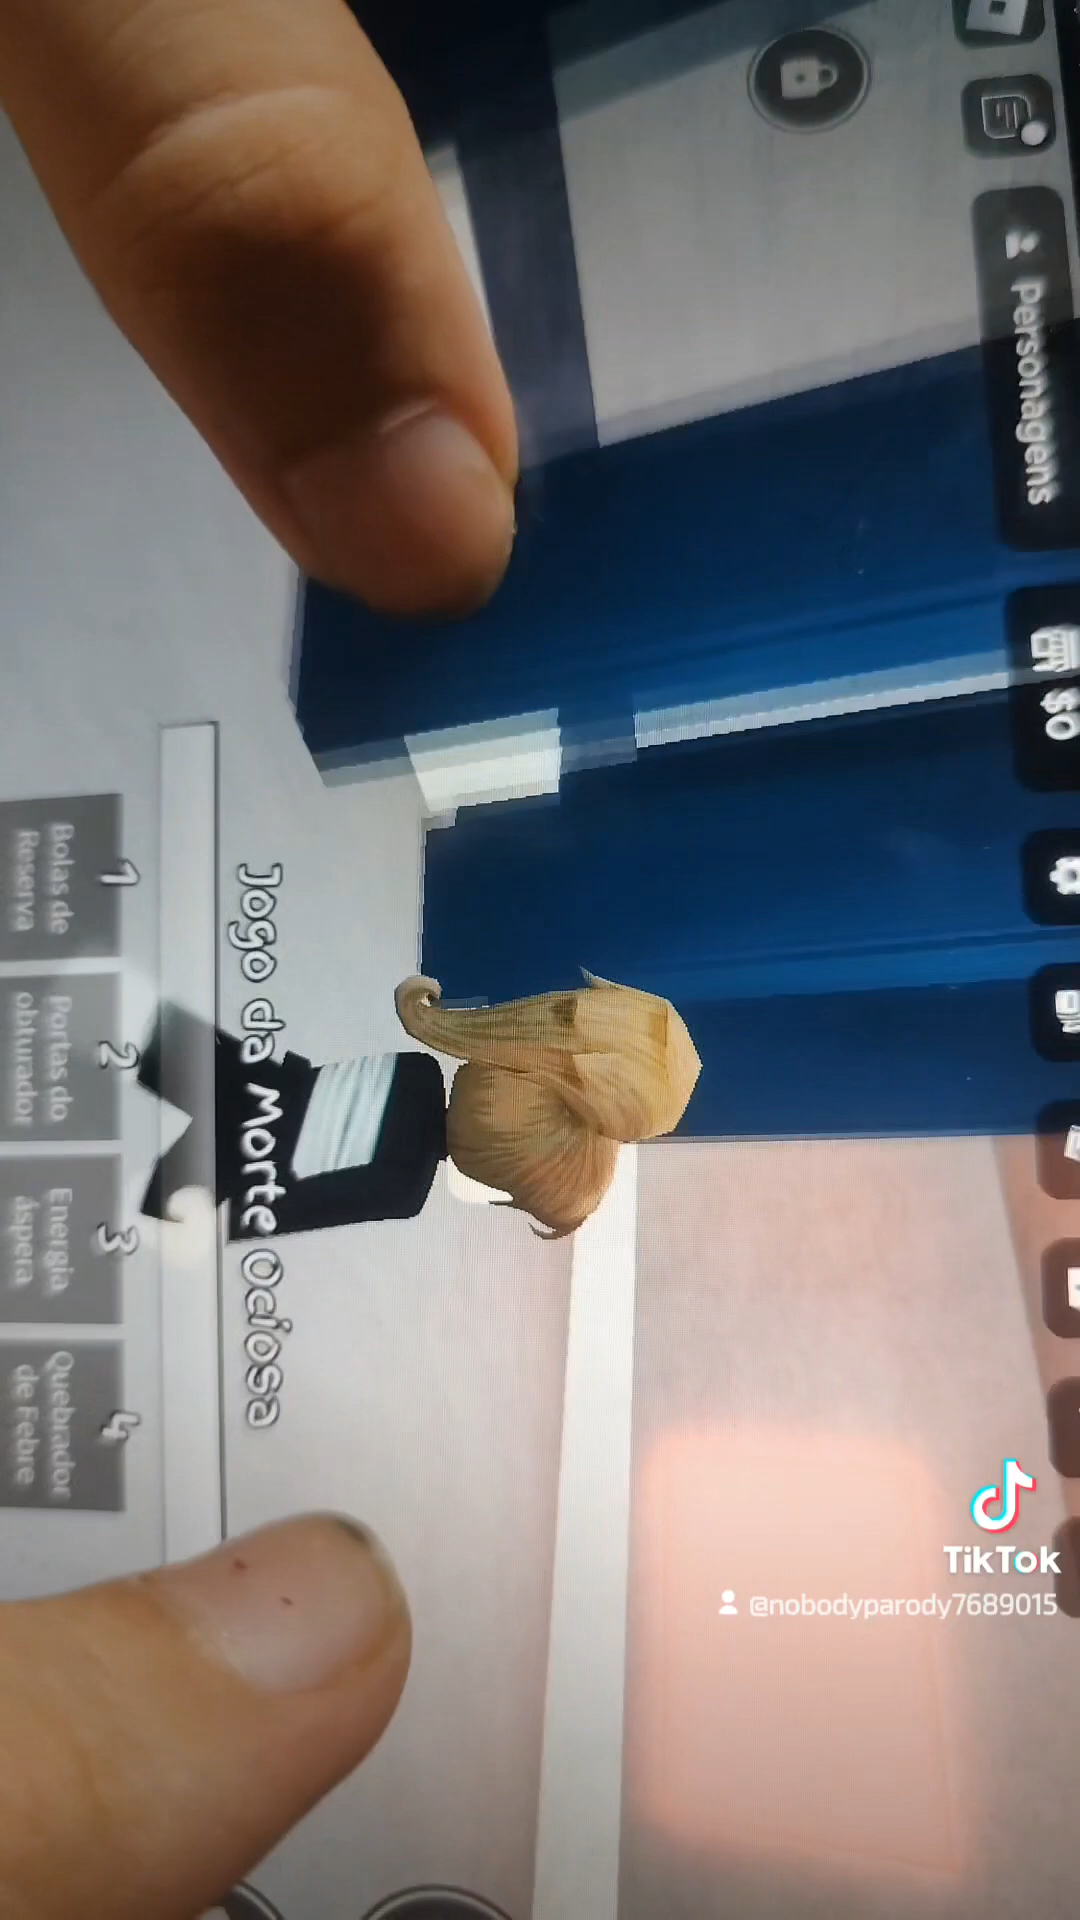 Personagens
$0
Jogo da Morte Ociosa
1
Bolas de
Reserva
2
Portas do
obturador
3
Energia
áspera
4
Quebrador
de Febre
TikTok
@nobodyparody7689015